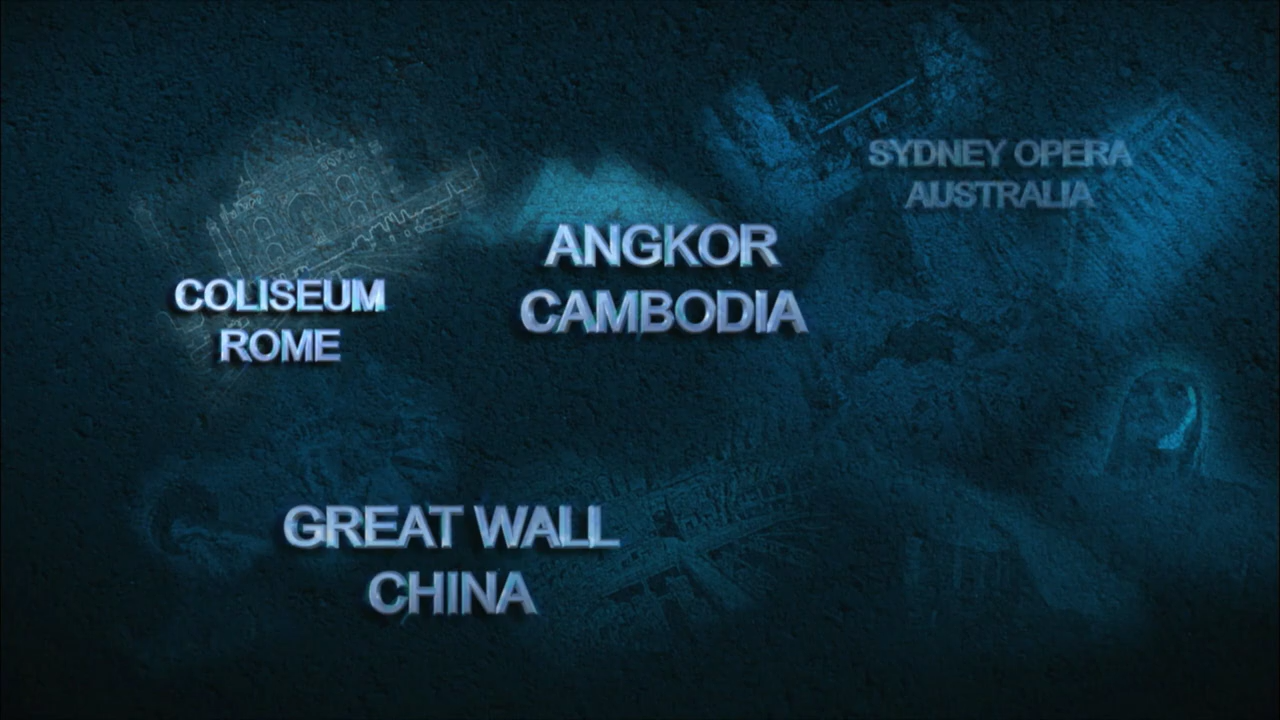 SYDNEY OPERA
AUSTRALIA
ANGKOR
CAMBODIA
COLISEUM
ROME
GREAT WALL
CHINA